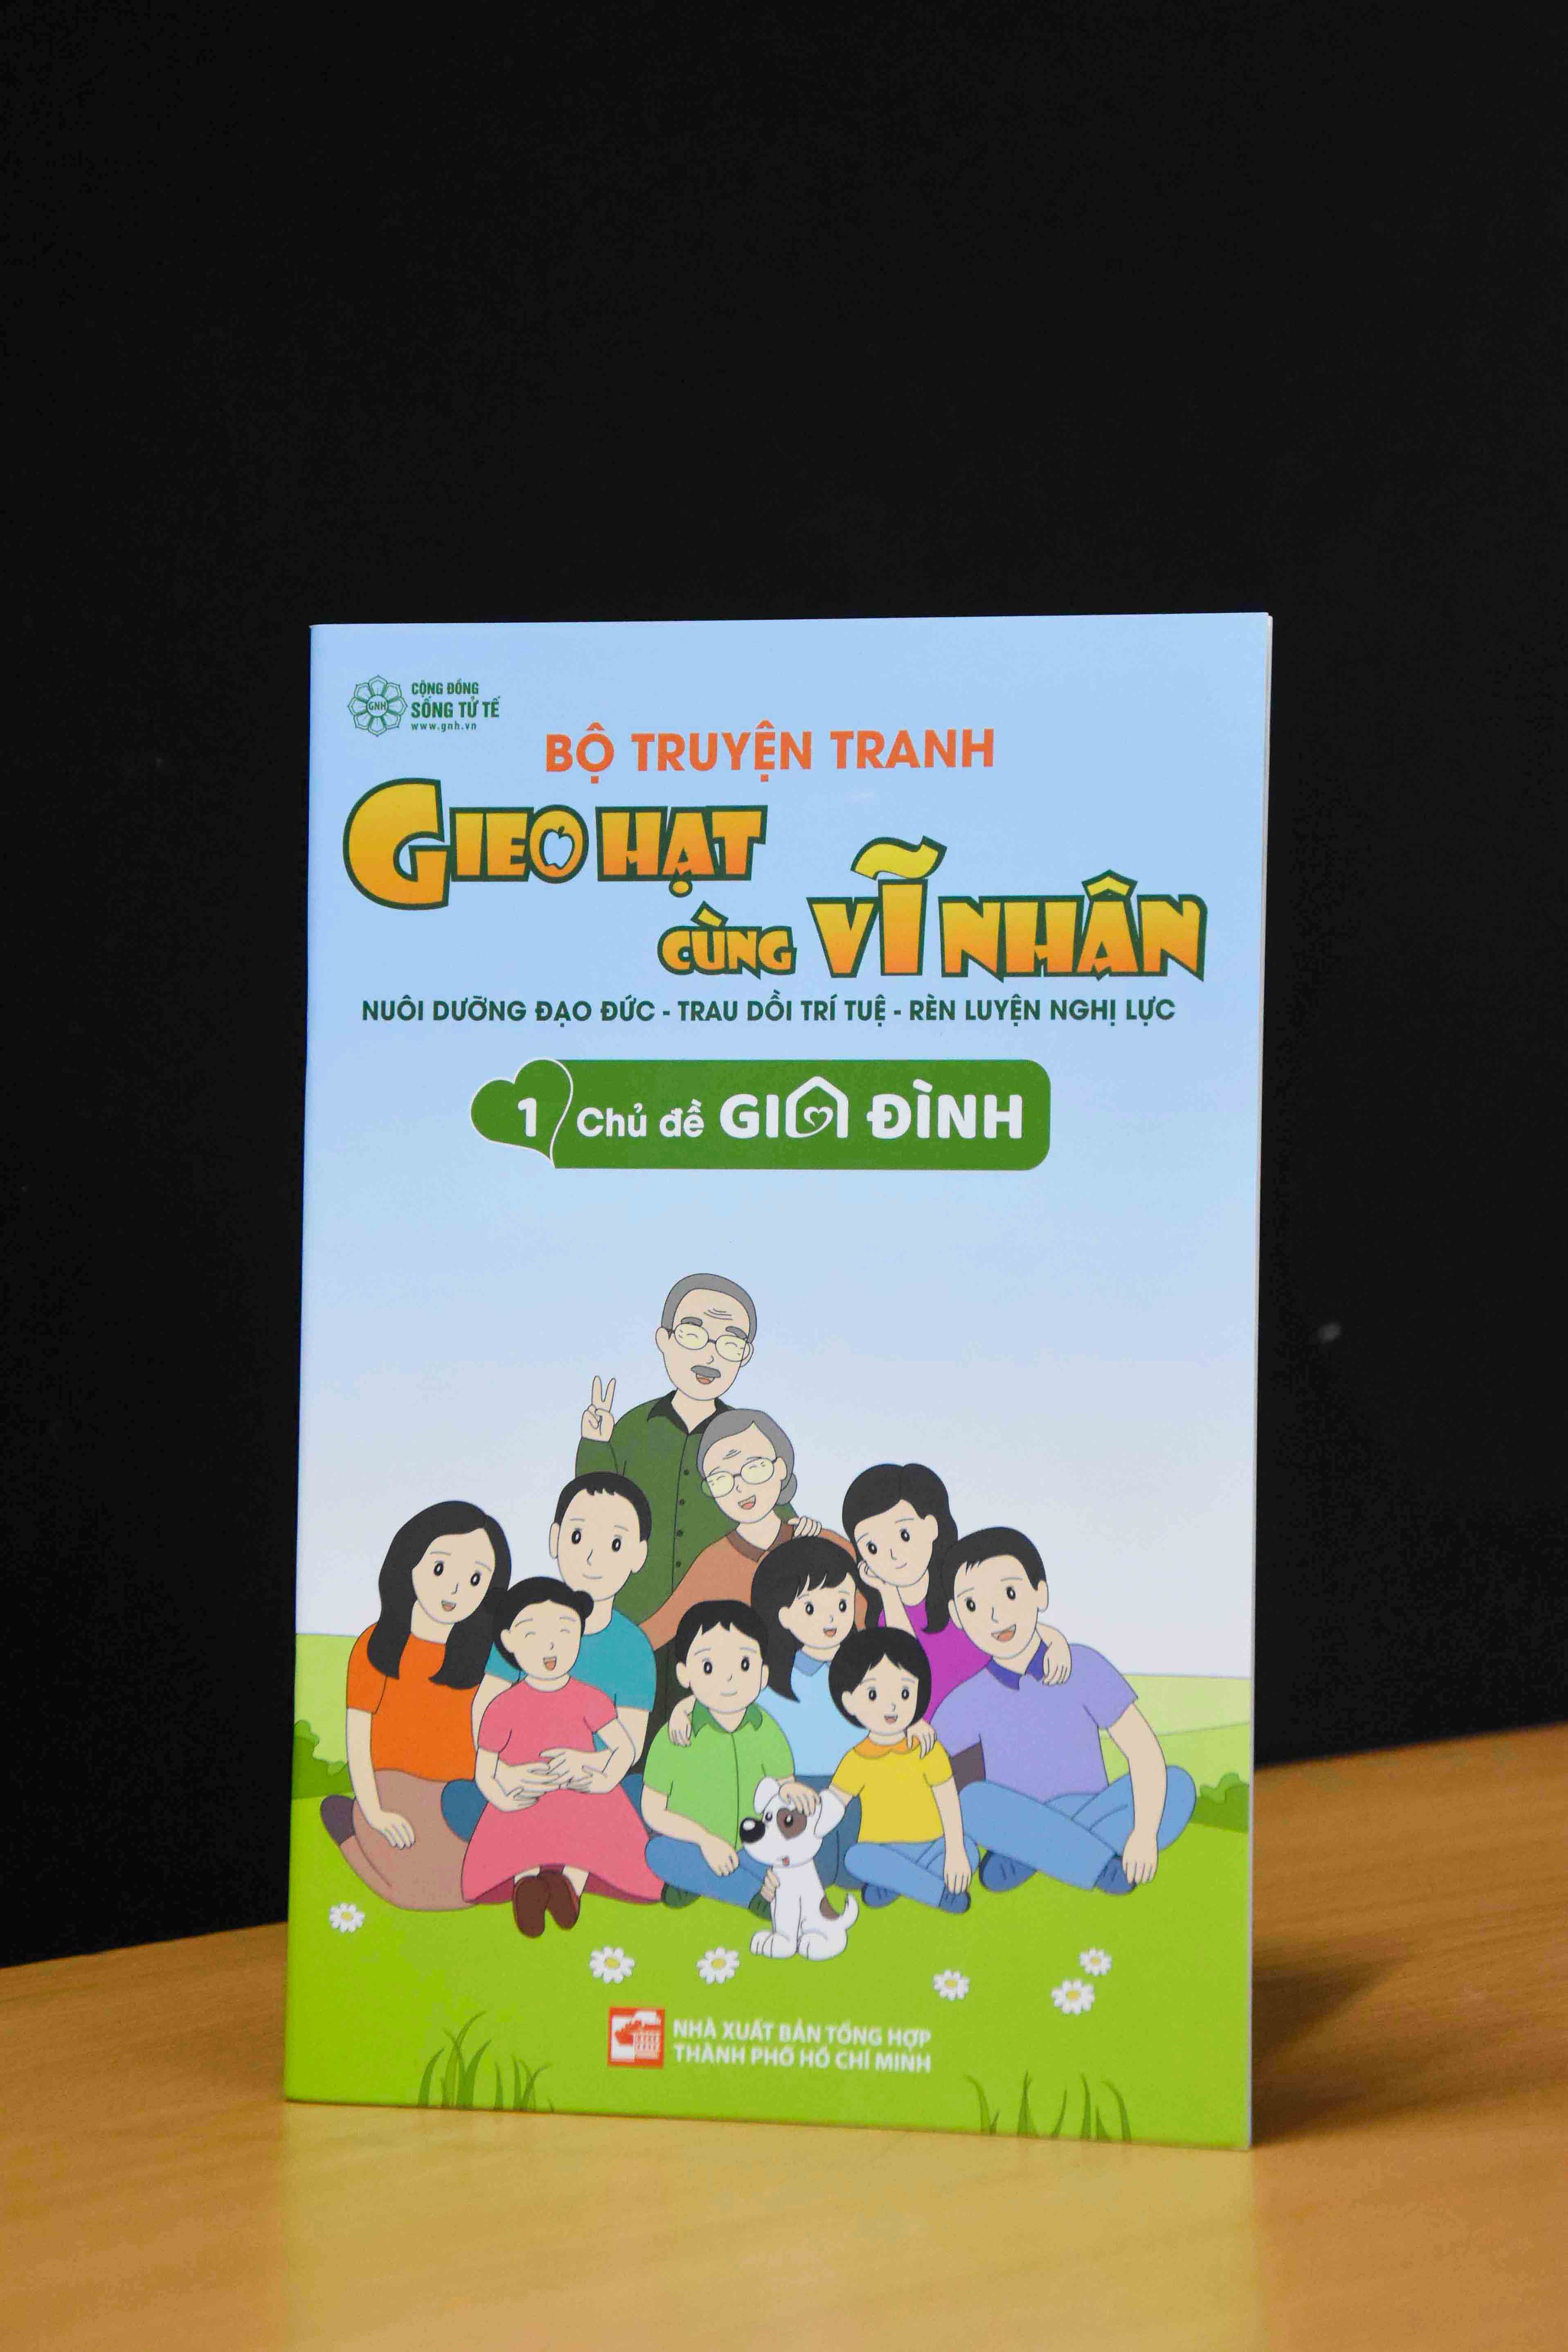 CỘNG ĐỒNG
SỐNG TỬ TẾ
www.gnh.vn
GNH
BỘ TRUYỆN TRANH
GIEO HẠT
CÙNG VĨ NHÂN
NUÔI DƯỠNG ĐẠO ĐỨC - TRAU DỒI TRÍ TUỆ - RÈN LUYỆN NGHỊ LỰC
1 Chủ đề GIA ĐÌNH
NHÀ XUẤT BẢN TỔNG HỢP
THÀNH PHỐ HỒ CHÍ MINH